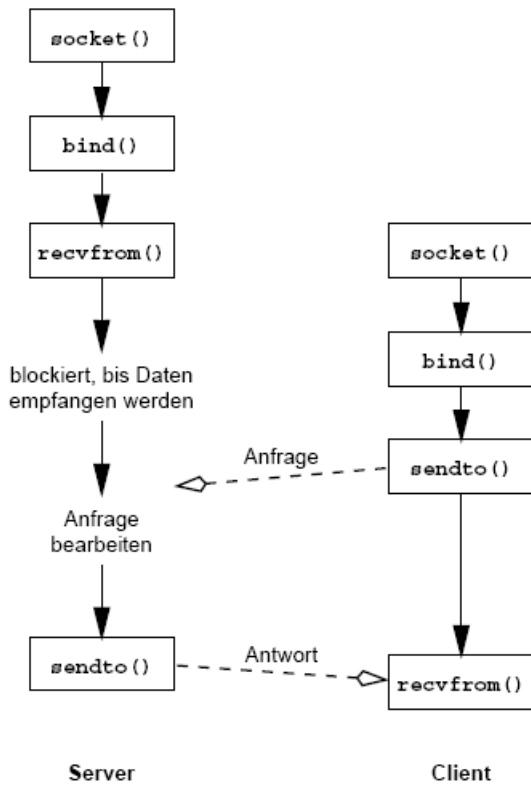 socket()
bind()
recvfrom()
blockiert, bis Daten
empfangen werden
Anfrage
bearbeiten
sendto()
Server
socket()
bind()
sendto()
recvfrom()
Client
Anfrage
Antwort